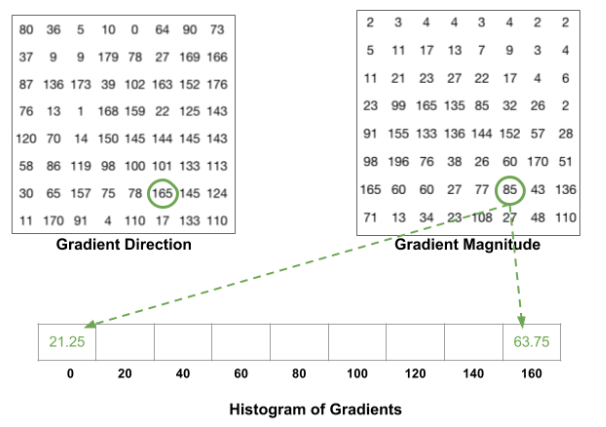 80 36 5 10 0 64 90 73
37 9 9 179 78 27 169 166
87 136 173 39 102 163 152 176
76 13 1 168 159 22 125 143
120 70 14 150 145 144 145 143
58 86 119 98 100 101 133 113
30 65 157 75 78 165 145 124
11 170 91 4 110 17 133 110
Gradient Direction
2 3 4 4 3 4 2 2
5 11 17 13 7 9 3 4
11 21 23 27 22 17 4 6
23 99 165 135 85 32 26 2
91 155 133 136 144 152 57 28
98 196 76 38 26 60 170 51
165 60 60 27 77 85 43 136
71 13 34 23 108 27 48 110
Gradient Magnitude
21.25 63.75
0 20 40 60 80 100 120 140 160
Histogram of Gradients